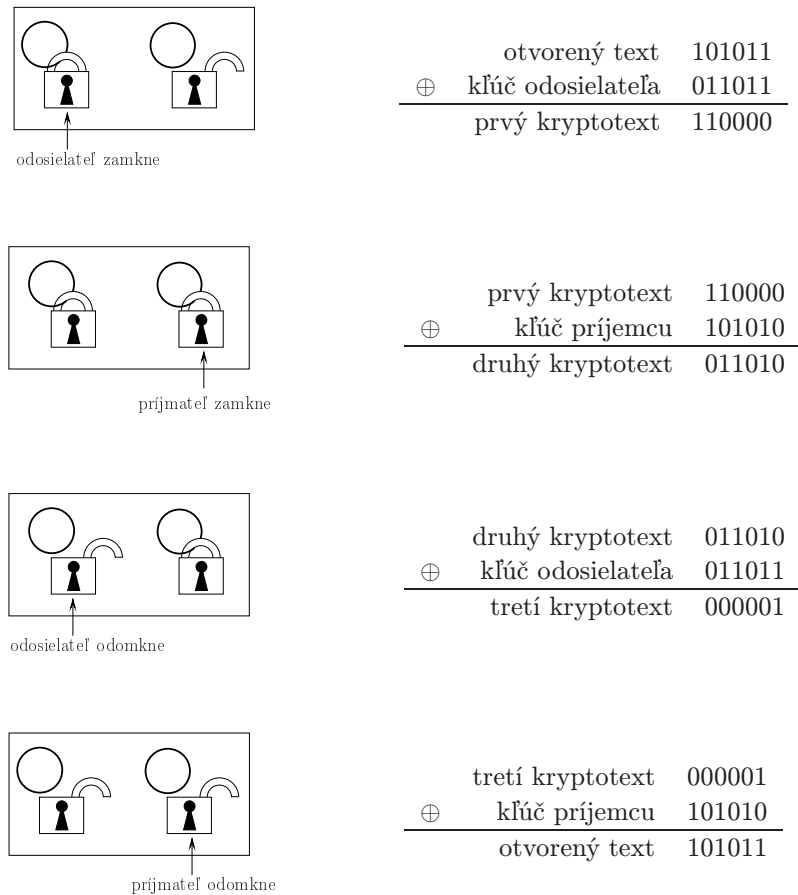 otvorený text 101011
⊕ kľúč odosielateľa 011011
prvý kryptotext 110000
odosielateľ zamkne
prvý kryptotext 110000
⊕ kľúč príjemcu 101010
druhý kryptotext 011010
príjmateľ zamkne
druhý kryptotext 011010
⊕ kľúč odosielateľa 011011
tretí kryptotext 000001
odosielateľ odomkne
tretí kryptotext 000001
⊕ kľúč príjemcu 101010
otvorený text 101011
príjmateľ odomkne